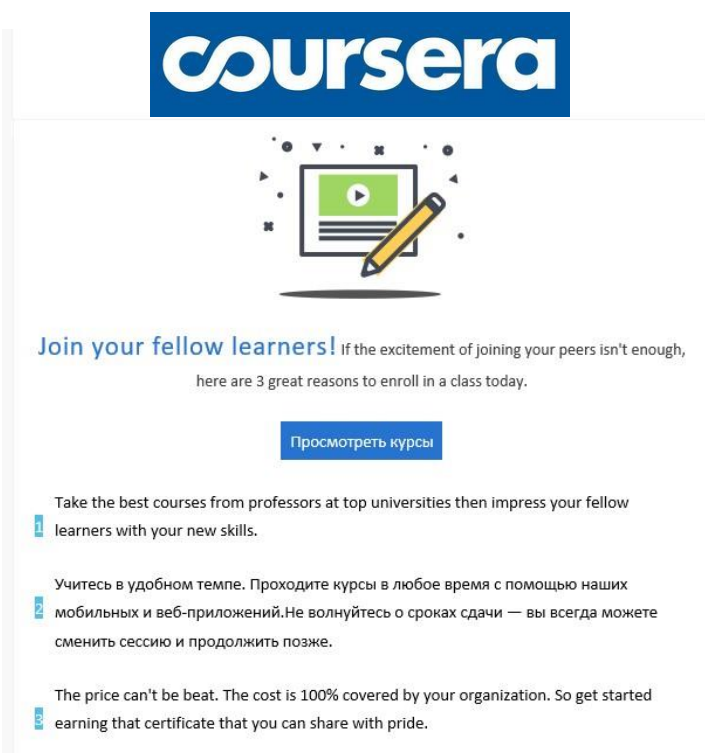 coursera
Join your fellow learners! If the excitement of joining your peers isn't enough,
here are 3 great reasons to enroll in a class today.
Просмотреть курсы
Take the best courses from professors at top universities then impress your fellow
1 learners with your new skills.
Учитесь в удобном темпе. Проходите курсы в любое время с помощью наших
2 мобильных и веб-приложений.Не волнуйтесь о сроках сдачи — вы всегда можете
сменить сессию и продолжить позже.
The price can't be beat. The cost is 100% covered by your organization. So get started
3 earning that certificate that you can share with pride.